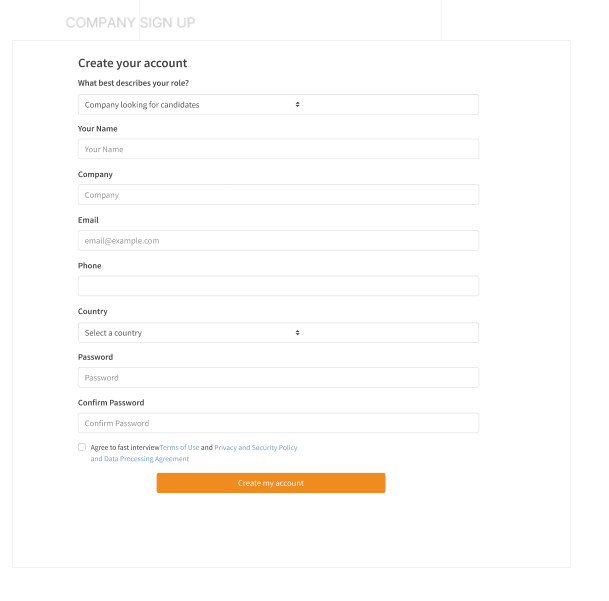 COMPANY SIGN UP
Create your account
What best describes your role?
Company looking for candidates
Your Name
Your Name
Company
Company
Email
email@example.com
Phone
Country
Select a country
Password
Password
Confirm Password
Confirm Password
Agree to fast interviewTerms of Use and Privacy and Security Policy
and Data Processing Agreement
Create my account